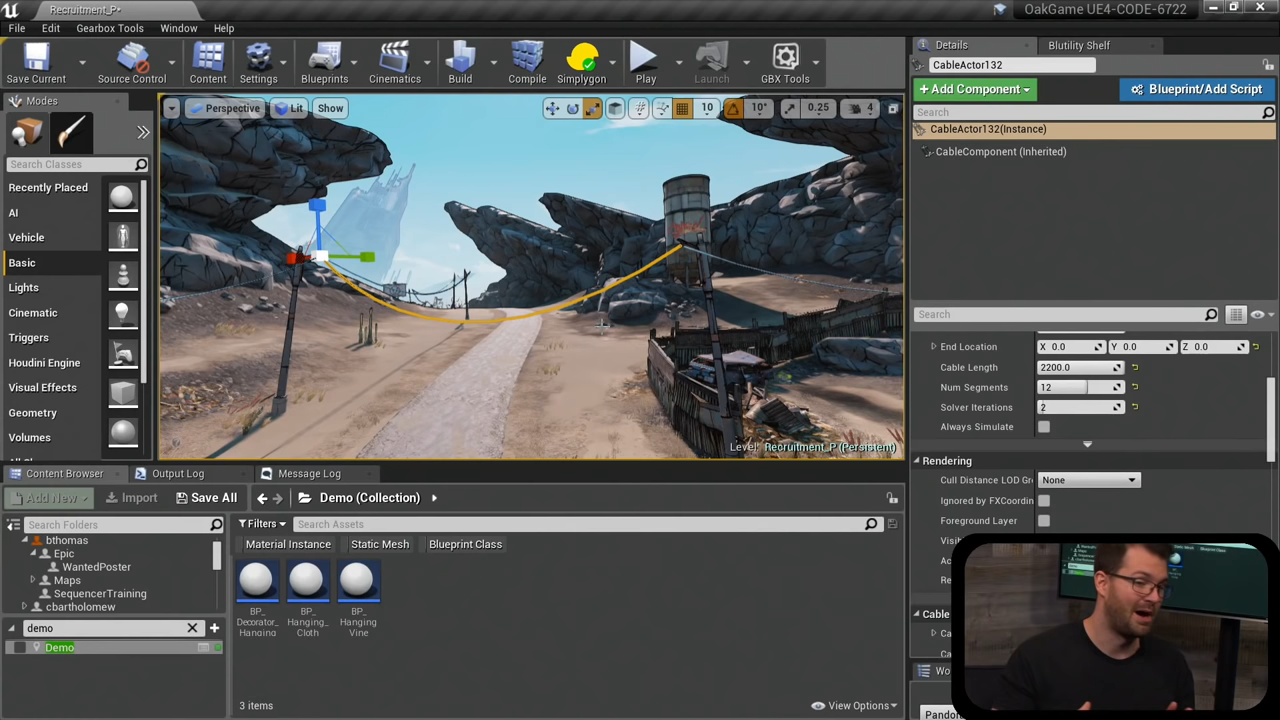 Recruitment_P•
OakGame UE4-CODE-6722
File Edit Gearbox Tools Window Help
Save Current
Source Control
Content
Settings
Blueprints
Cinematics
Build
Compile
Simplygon
Play
Launch
GBX Tools
Modes
Search Classes
Recently Placed
AI
Vehicle
Basic
Lights
Cinematic
Triggers
Houdini Engine
Visual Effects
Geometry
Volumes
Perspective
Lit
Show
10
10°
0.25
4
Level: Recruitment_P (Persistent)
Details
Blutility Shelf
CableActor132
+ Add Component
Blueprint/Add Script
Search
CableActor132(Instance)
CableComponent (Inherited)
Search
End Location X 0.0 Y 0.0 Z 0.0
Cable Length 2200.0
Num Segments 12
Solver Iterations 2
Always Simulate
Rendering
Cull Distance LOD Gr None
Ignored by FXCoordin
Foreground Layer
Visib
Ac
Re
Cable
Ca
Ca
Wo
Pandon
Content Browser
Output Log
Message Log
Add New
Import
Save All
Demo (Collection)
Search Folders
Filters
Search Assets
Material Instance
Static Mesh
Blueprint Class
bthomas
Epic
WantedPoster
Maps
SequencerTraining
cbartholomew
demo
Demo
BP_
Decorator_
Hanging
BP_
Hanging_
Cloth
BP_
Hanging
Vine
3 items
View Options